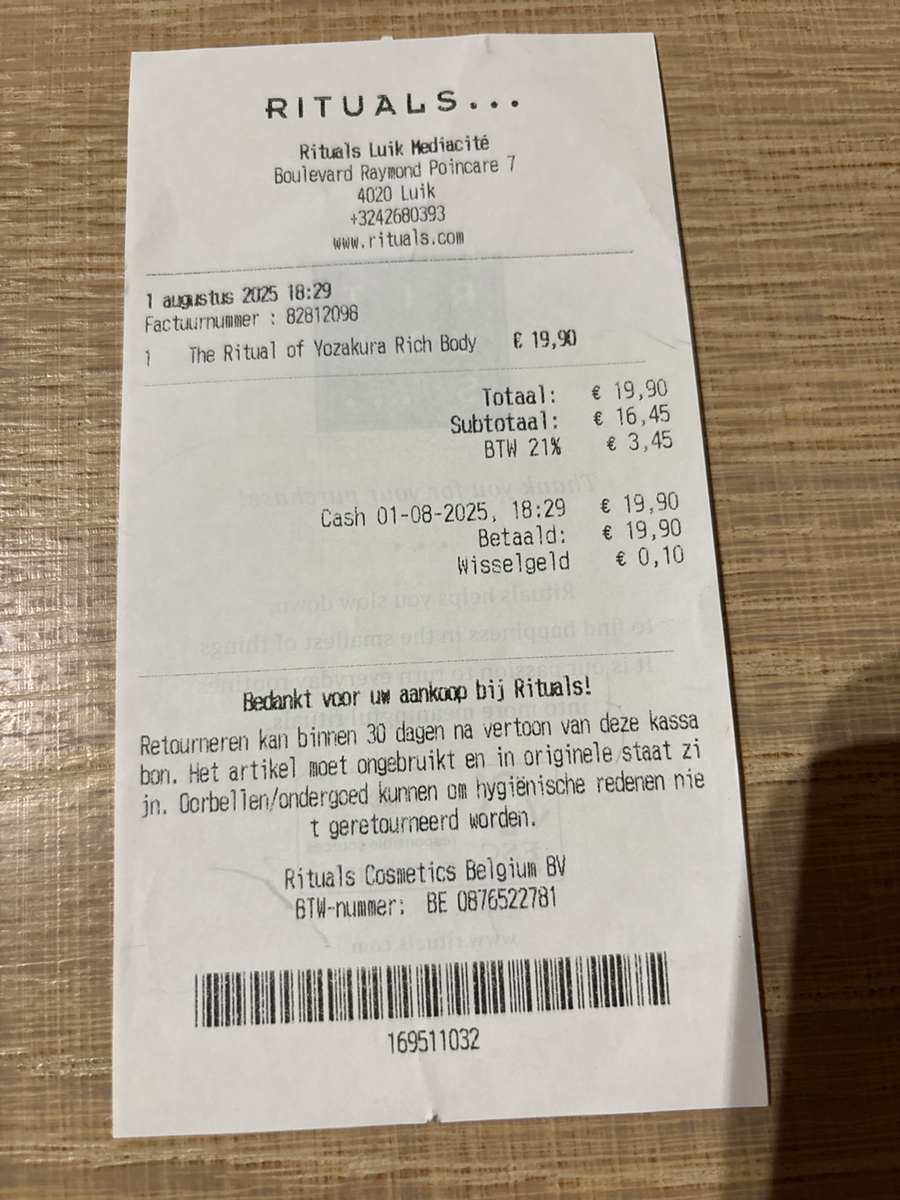 RITUALS...
Rituals Luik Mediacité
Boulevard Raymond Poincare 7
4020 Luik
+3242680393
www.rituals.com
1 augustus 2025 18:29
Factuurnummer : 82812098
1 The Ritual of Yozakura Rich Body € 19,90
Totaal: € 19,90
Subtotaal: € 16,45
BTW 21% € 3,45
Cash 01-08-2025, 18:29 € 19,90
Betaald: € 19,90
Wisselgeld € 0,10
Bedankt voor uw aankoop bij Rituals!
Retourneren kan binnen 30 dagen na vertoon van deze kassa
bon. Het artikel moet ongebruikt en in originele staat zi
jn. Oorbellen/ondergoed kunnen om hygiënische redenen nie
t geretourneerd worden.
Rituals Cosmetics Belgium BV
BTW-nummer: BE 0876522781
169511032